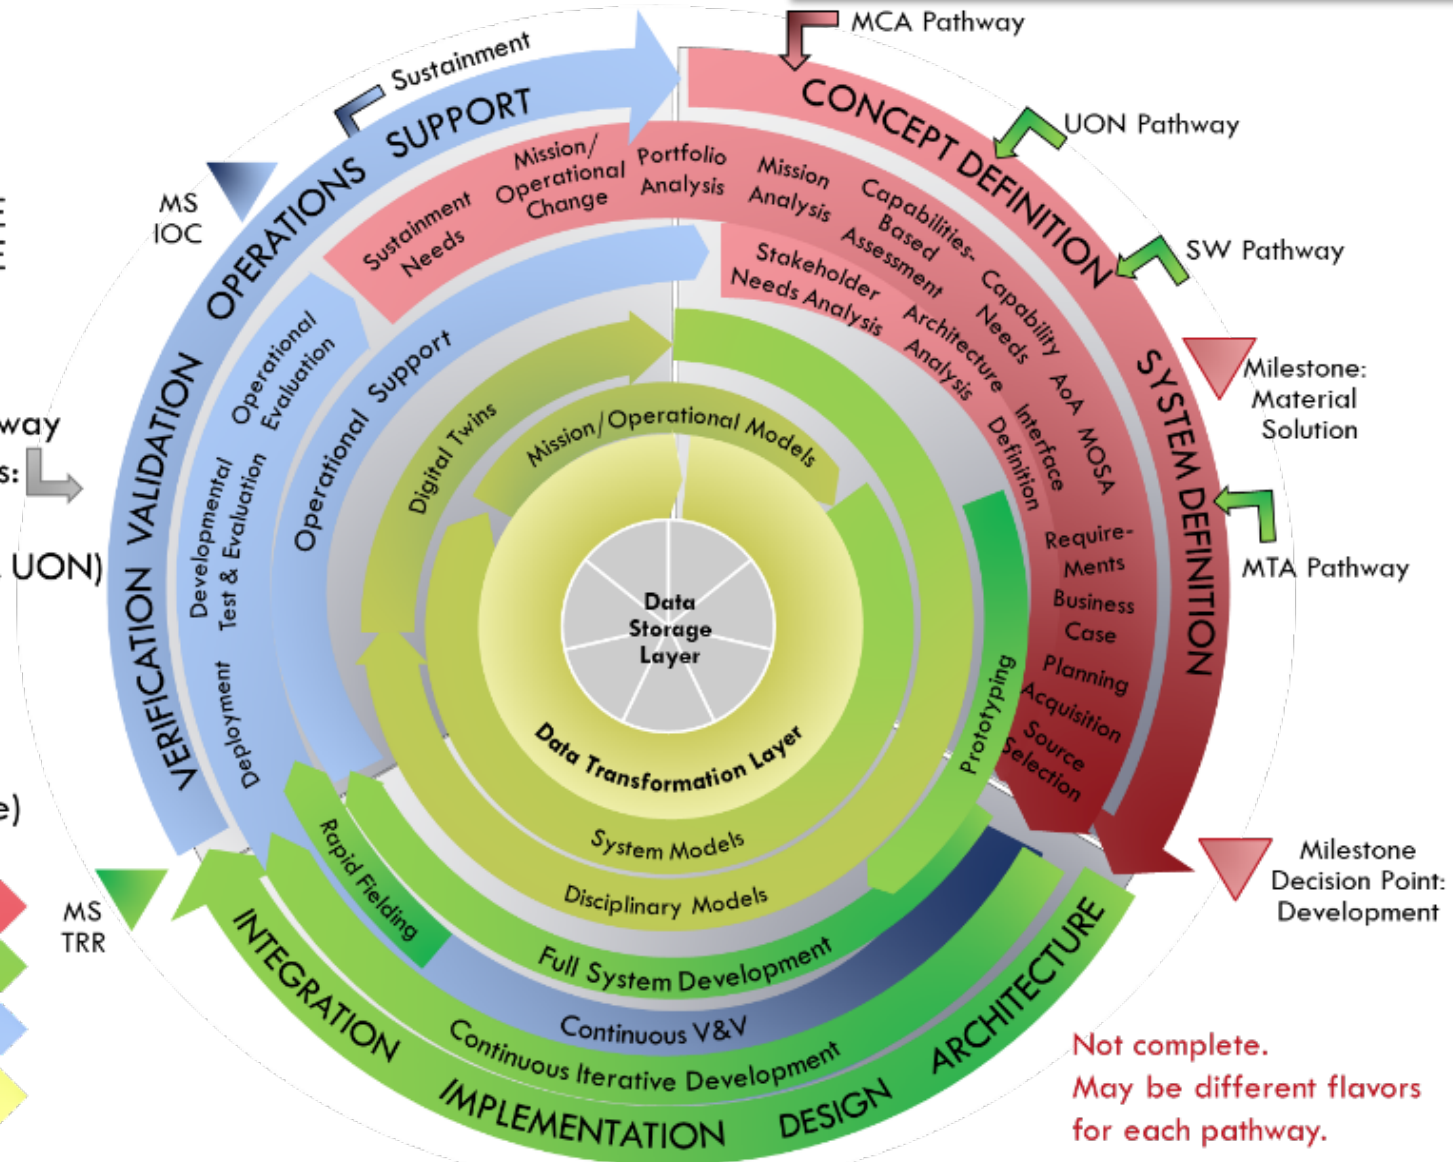 MCA Pathway
UON Pathway
SW Pathway
Milestone:
Material
Solution
MTA Pathway
Milestone
Decision Point:
Development
Sustainment
MS
IOC
way
s:
UON)
e)
MS
TRR
CONCEPT DEFINITION
SYSTEM DEFINITION
ARCHITECTURE
DESIGN
IMPLEMENTATION
INTEGRATION
VERIFICATION
VALIDATION
OPERATIONS
SUPPORT
Sustainment
Needs
Mission/
Operational
Change
Portfolio
Analysis
Mission
Analysis
Capabilities-
Based
Assessment
Capability
Needs
AoA
MOSA
Require-
Ments
Business
Case
Planning
Acquisition
Source
Selection
Stakeholder
Needs Analysis
Architecture
Analysis
Interface
Definition
Prototyping
Operational
Evaluation
Developmental
Test & Evaluation
Deployment
Operational Support
Digital Twins
Mission/Operational Models
Data
Storage
Layer
Data Transformation Layer
System Models
Disciplinary Models
Rapid Fielding
Full System Development
Continuous V&V
Continuous Iterative Development
Not complete.
May be different flavors
for each pathway.